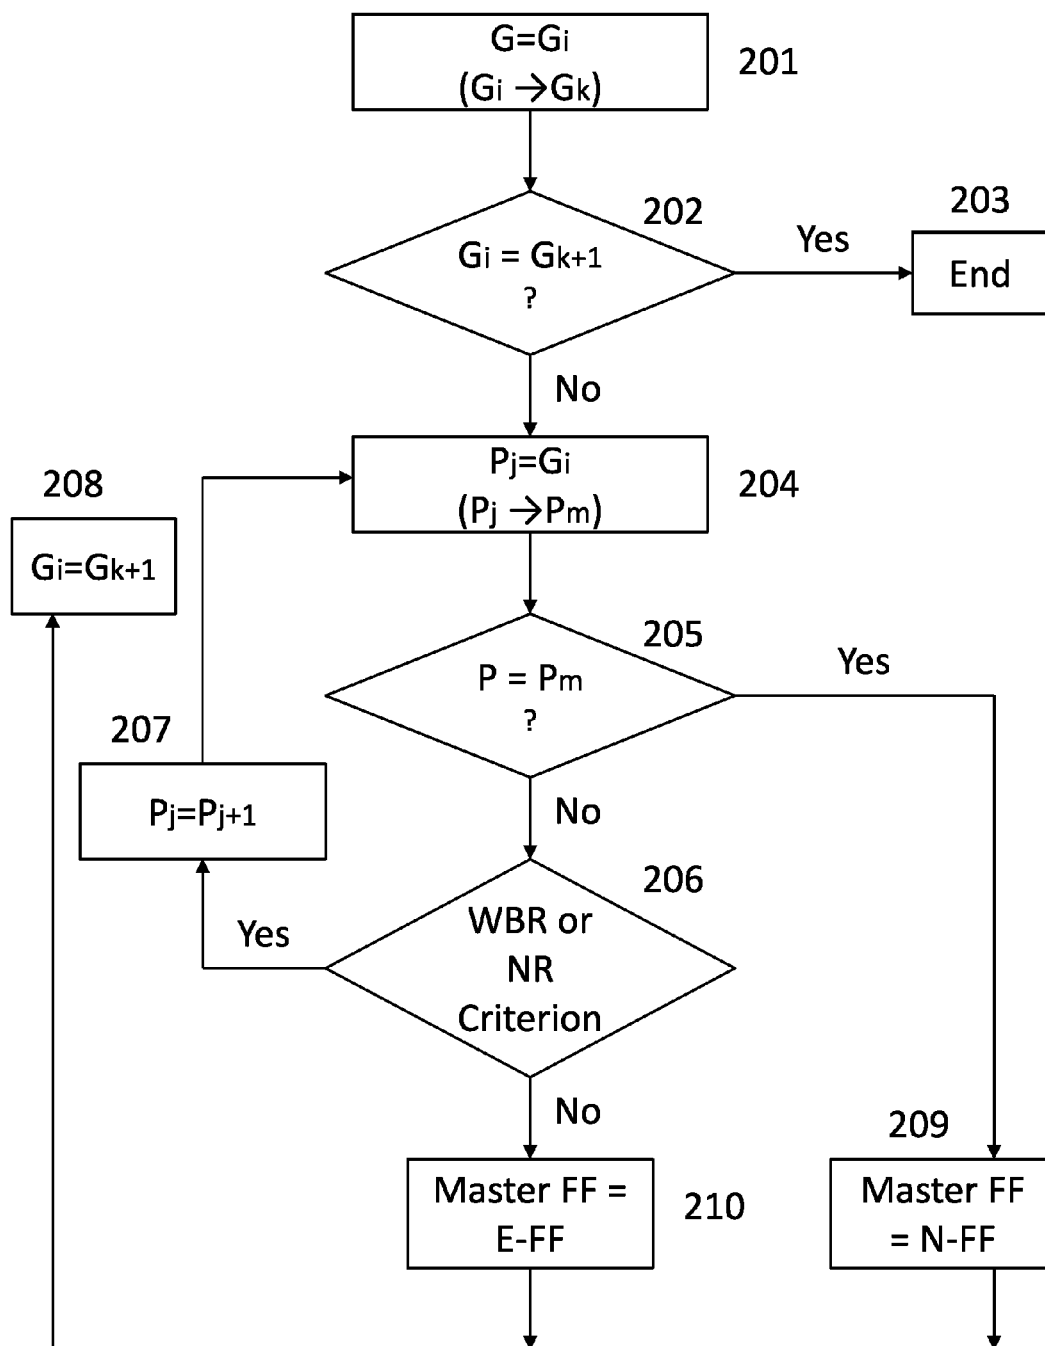 G=Gi
(Gi →Gk)
201
202
Gi = Gk+1
?
Yes
203
End
No
Pj=Gi
(Pj →Pm)
204
208
Gi=Gk+1
205
P = Pm
?
Yes
207
Pj=Pj+1
No
206
WBR or
NR
Criterion
Yes
No
209
Master FF =
E-FF
210
Master FF
= N-FF